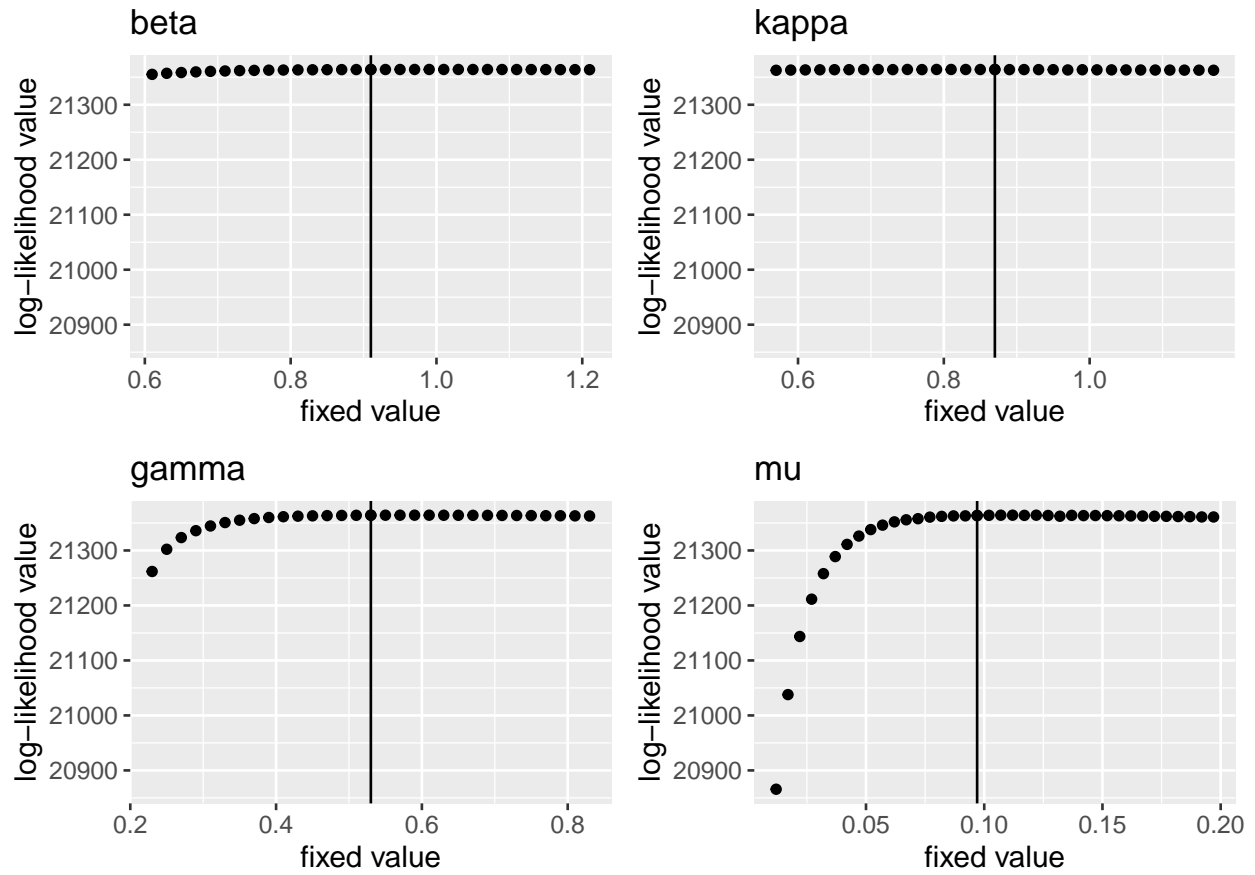 beta
log−likelihood value
21300
21200
21100
21000
20900
0.6
0.8
1.0
1.2
fixed value
kappa
log−likelihood value
21300
21200
21100
21000
20900
0.6
0.8
1.0
fixed value
gamma
log−likelihood value
21300
21200
21100
21000
20900
0.2
0.4
0.6
0.8
fixed value
mu
log−likelihood value
21300
21200
21100
21000
20900
0.05
0.10
0.15
0.20
fixed value